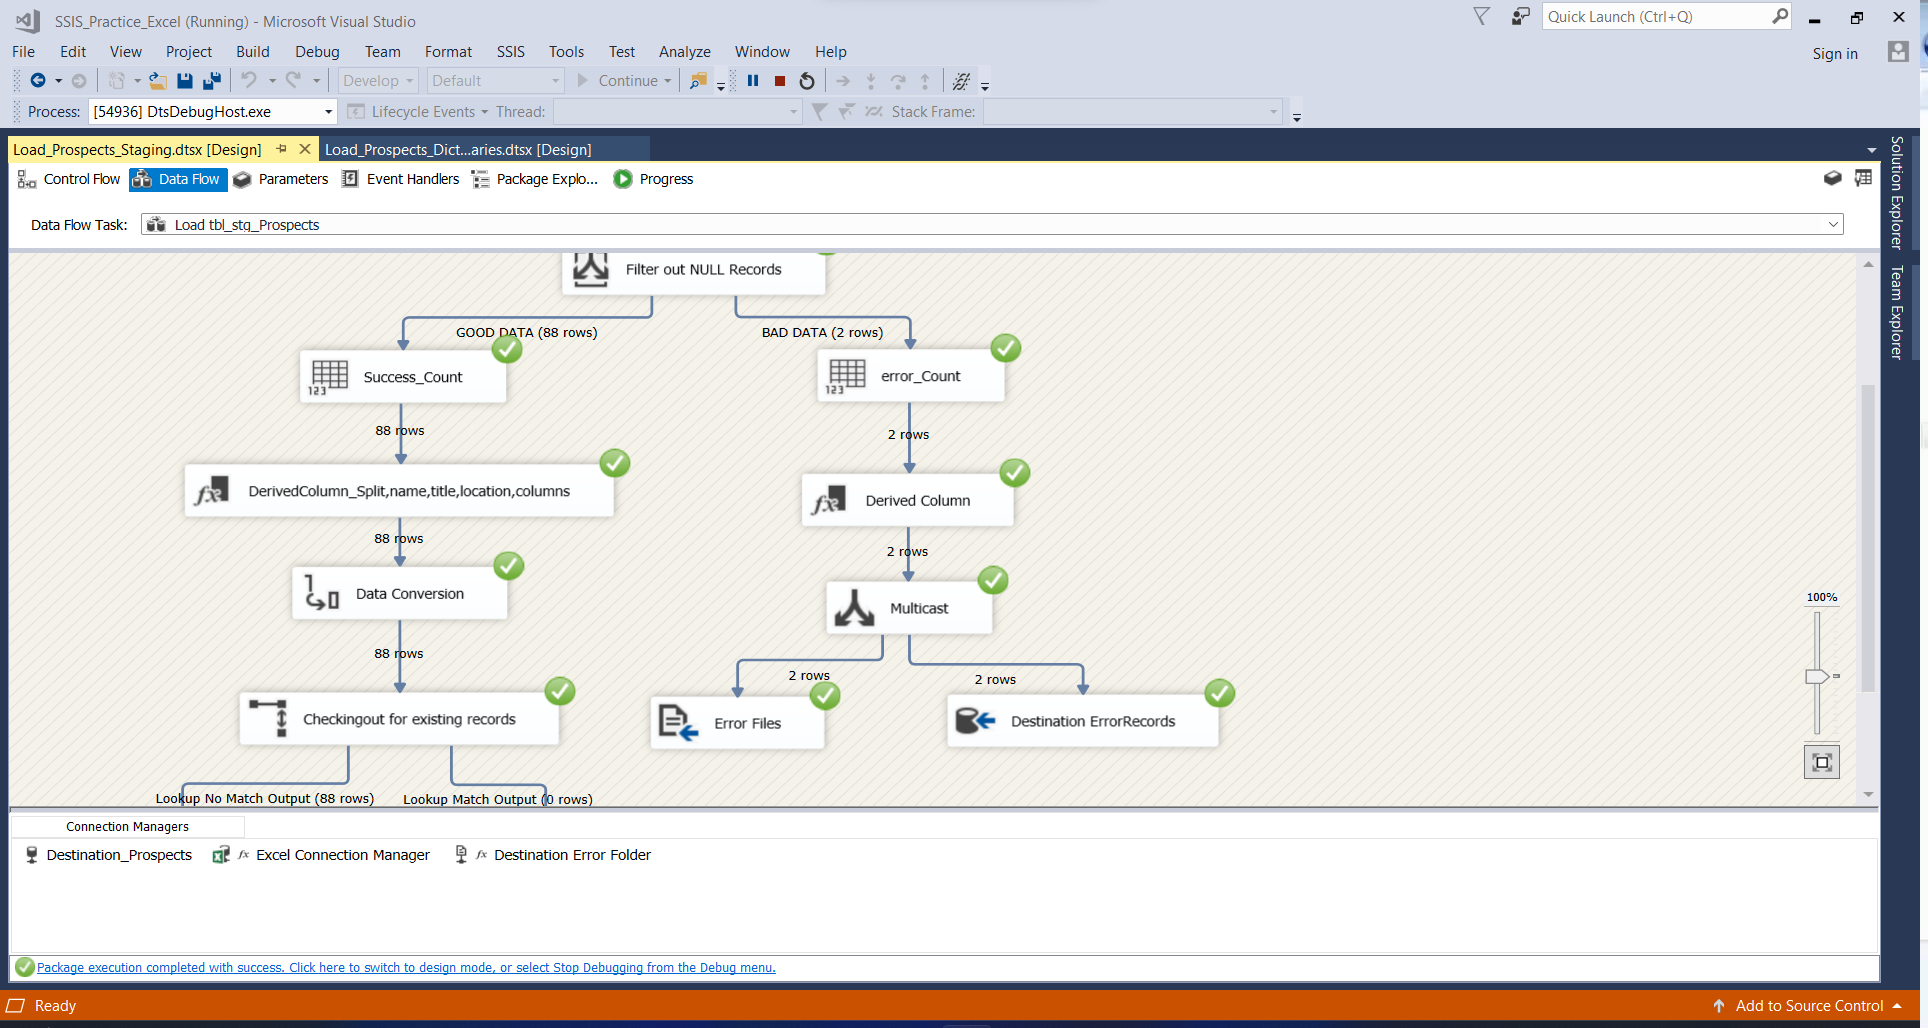 SSIS_Practice_Excel (Running) - Microsoft Visual Studio
Quick Launch (Ctrl+Q)
File Edit View Project Build Debug Team Format SSIS Tools Test Analyze Window Help
Sign in
Develop Default Continue
Process: [54936] DtsDebugHost.exe Lifecycle Events Thread: Stack Frame:
Load_Prospects_Staging.dtsx [Design] Load_Prospects_Dict...aries.dtsx [Design]
Control Flow Data Flow Parameters Event Handlers Package Explo... Progress
Data Flow Task: Load tbl_stg_Prospects
Solution Explorer
Team Explorer
Filter out NULL Records
GOOD DATA (88 rows) BAD DATA (2 rows)
123 Success_Count 123 error_Count
88 rows 2 rows
fx DerivedColumn_Split,name,title,location,columns fx Derived Column
88 rows 2 rows
Data Conversion Multicast
88 rows 2 rows 2 rows
Checkingout for existing records Error Files Destination ErrorRecords
Lookup No Match Output (88 rows) Lookup Match Output (0 rows)
100%
Connection Managers
Destination_Prospects fx Excel Connection Manager fx Destination Error Folder
Package execution completed with success. Click here to switch to design mode, or select Stop Debugging from the Debug menu.
Ready Add to Source Control